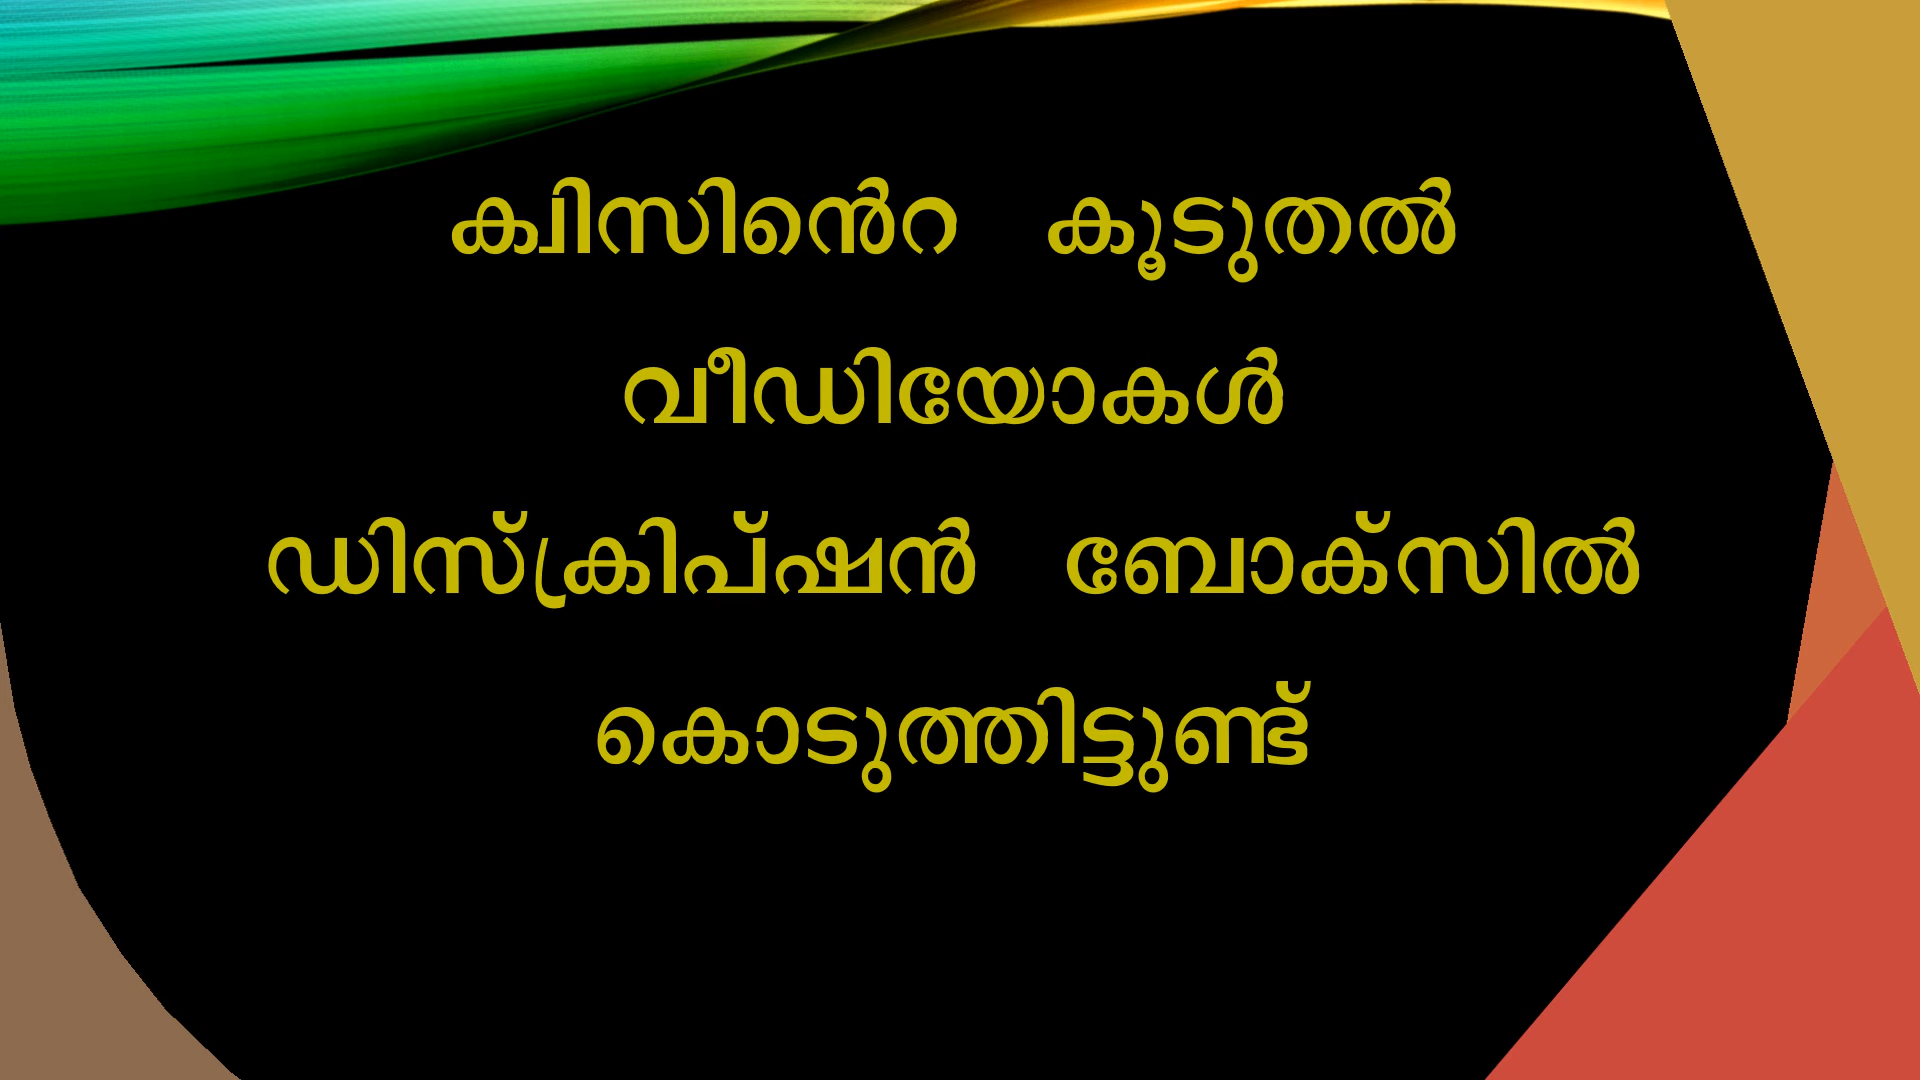 ക്വിസിൻെറ കൂടുതൽ
വീഡിയോകൾ
ഡിസ്ക്രിപ്ഷൻ ബോക്സിൽ
കൊടുത്തിട്ടുണ്ട്